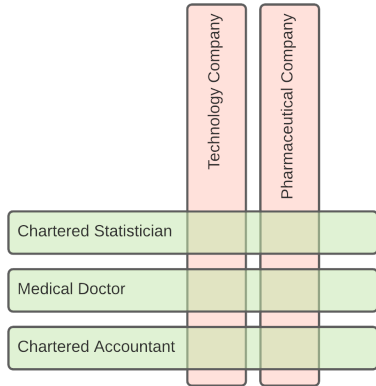 Technology Company
Pharmaceutical Company
Chartered Statistician
Medical Doctor
Chartered Accountant